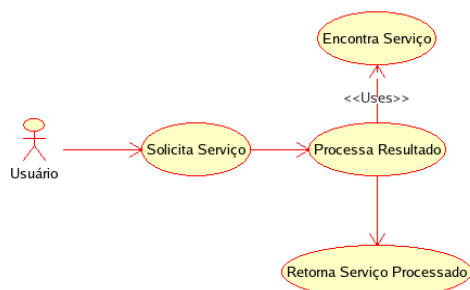 Encontra Serviço
<<Uses>>
Usuário
Solicita Serviço
Processa Resultado
Retorna Serviço Processado